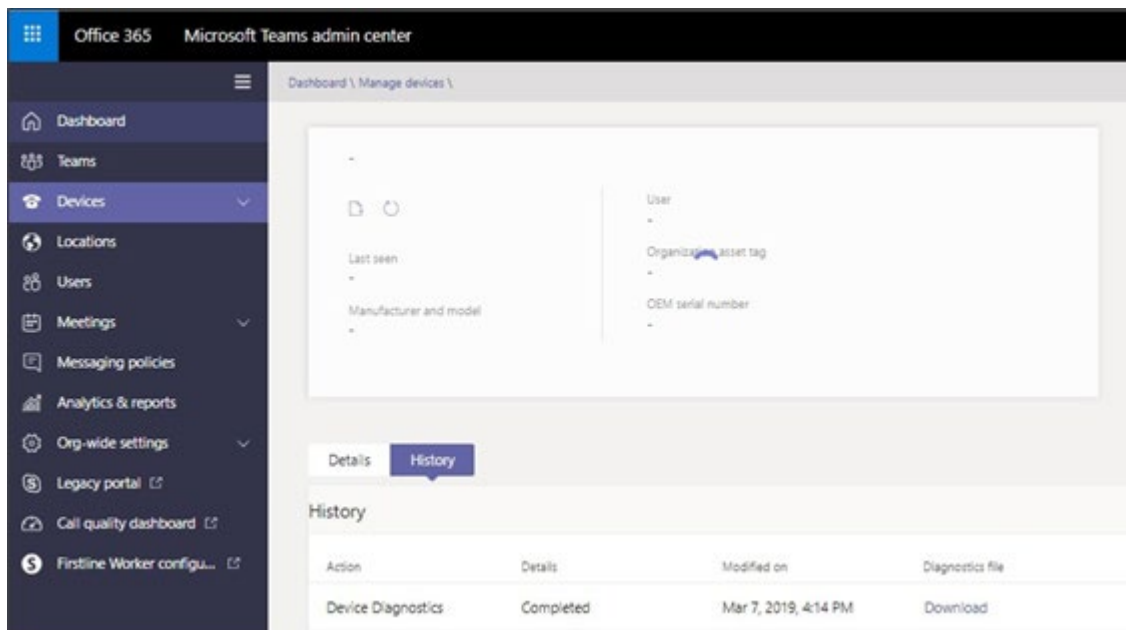 Office 365 Microsoft Teams admin center
Dashboard \ Manage devices \
Dashboard
Teams
Devices
Locations
Users
Meetings
Messaging policies
Analytics & reports
Org-wide settings
Legacy portal
Call quality dashboard
Firstline Worker configu...
-
Last seen
-
Manufacturer and model
-
User
-
Organization asset tag
-
OEM serial number
-
Details History
History
Action Details Modified on Diagnostics file
Device Diagnostics Completed Mar 7, 2019, 4:14 PM Download